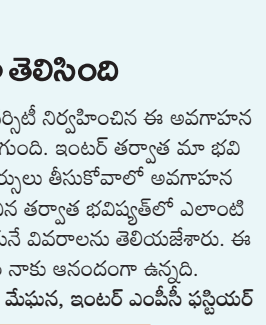 తెలిసింది
ర్సిటీ నిర్వహించిన ఈ అవగాహన
గుంది. ఇంటర్ తర్వాత మా భవి
ర్సులు తీసుకోవాలో అవగాహన
ఏన తర్వాత భవిష్యత్‌లో ఎలాంటి
నే వివరాలను తెలియజేశారు. ఈ
నాకు ఆనందంగా ఉన్నది.
మేఘన, ఇంటర్ ఎంపీసీ ఫస్టియర్